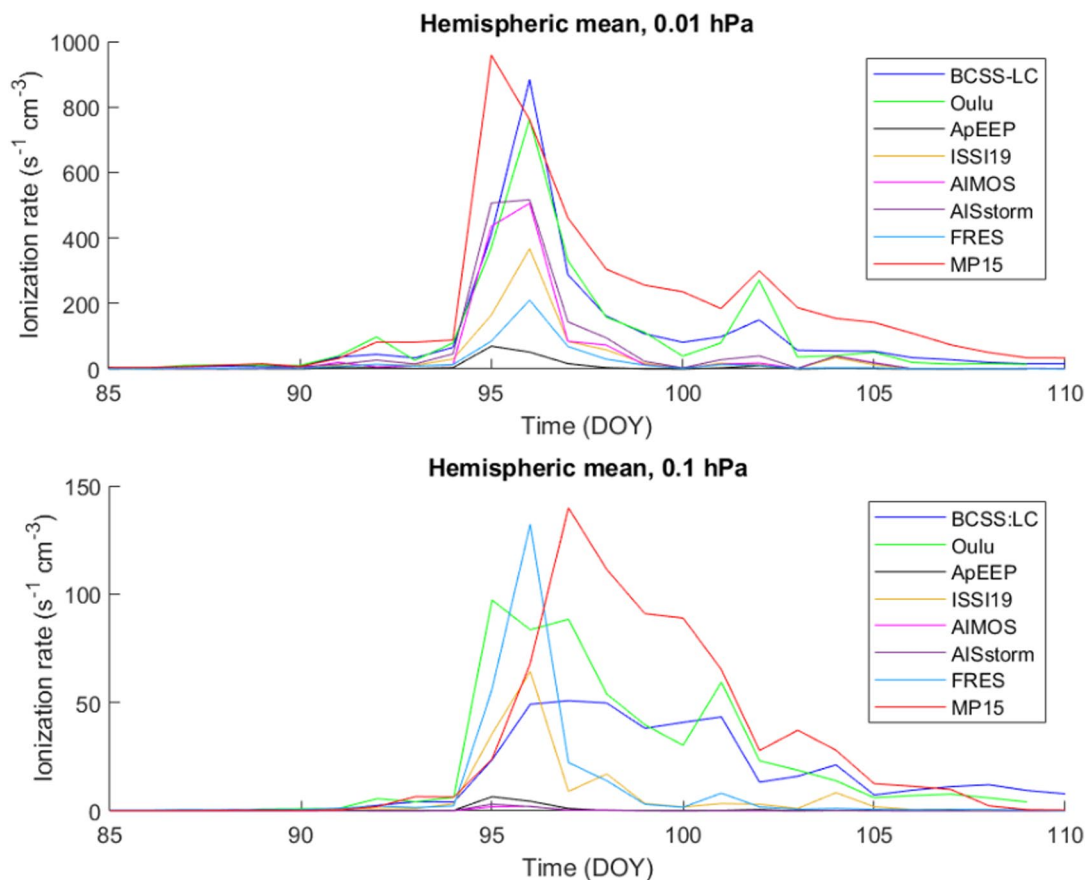 Hemispheric mean, 0.01 hPa
Ionization rate (s⁻¹ cm⁻³)
1000
800
600
400
200
0
BCSS-LC
Oulu
ApEEP
ISSI19
AIMOS
AISstorm
FRES
MP15
85 90 95 100 105 110
Time (DOY)
Hemispheric mean, 0.1 hPa
Ionization rate (s⁻¹ cm⁻³)
150
100
50
0
BCSS:LC
Oulu
ApEEP
ISSI19
AIMOS
AISstorm
FRES
MP15
85 90 95 100 105 110
Time (DOY)